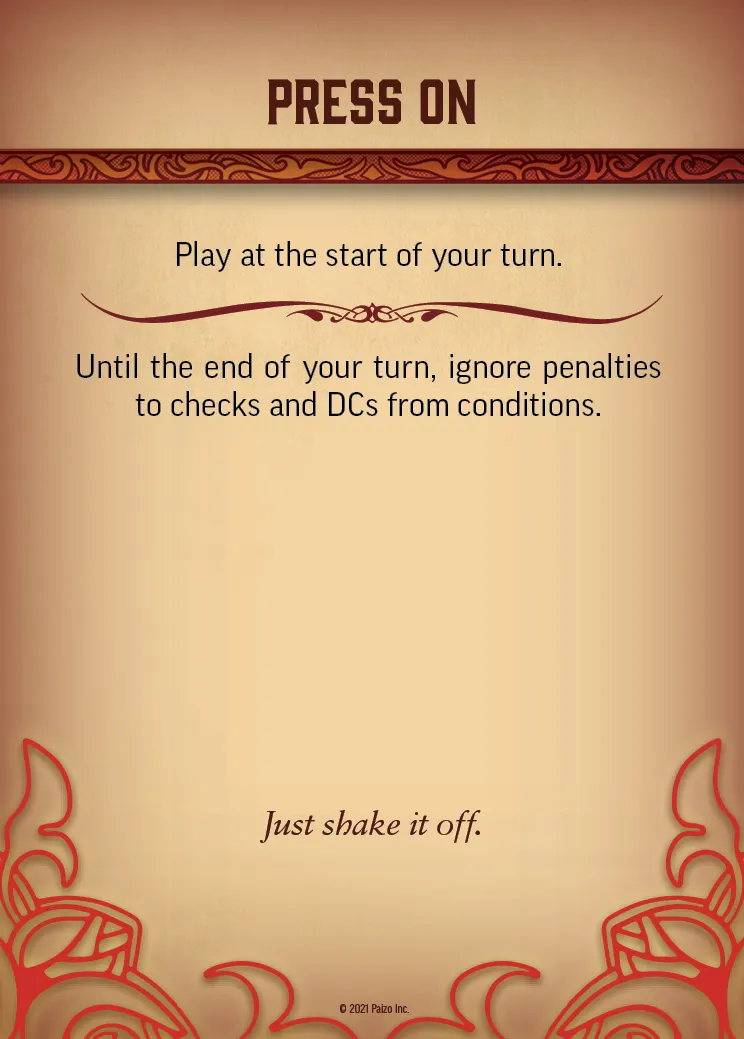 PRESS ON
Play at the start of your turn.
Until the end of your turn, ignore penalties
to checks and DCs from conditions.
Just shake it off.
© 2021 Paizo Inc.